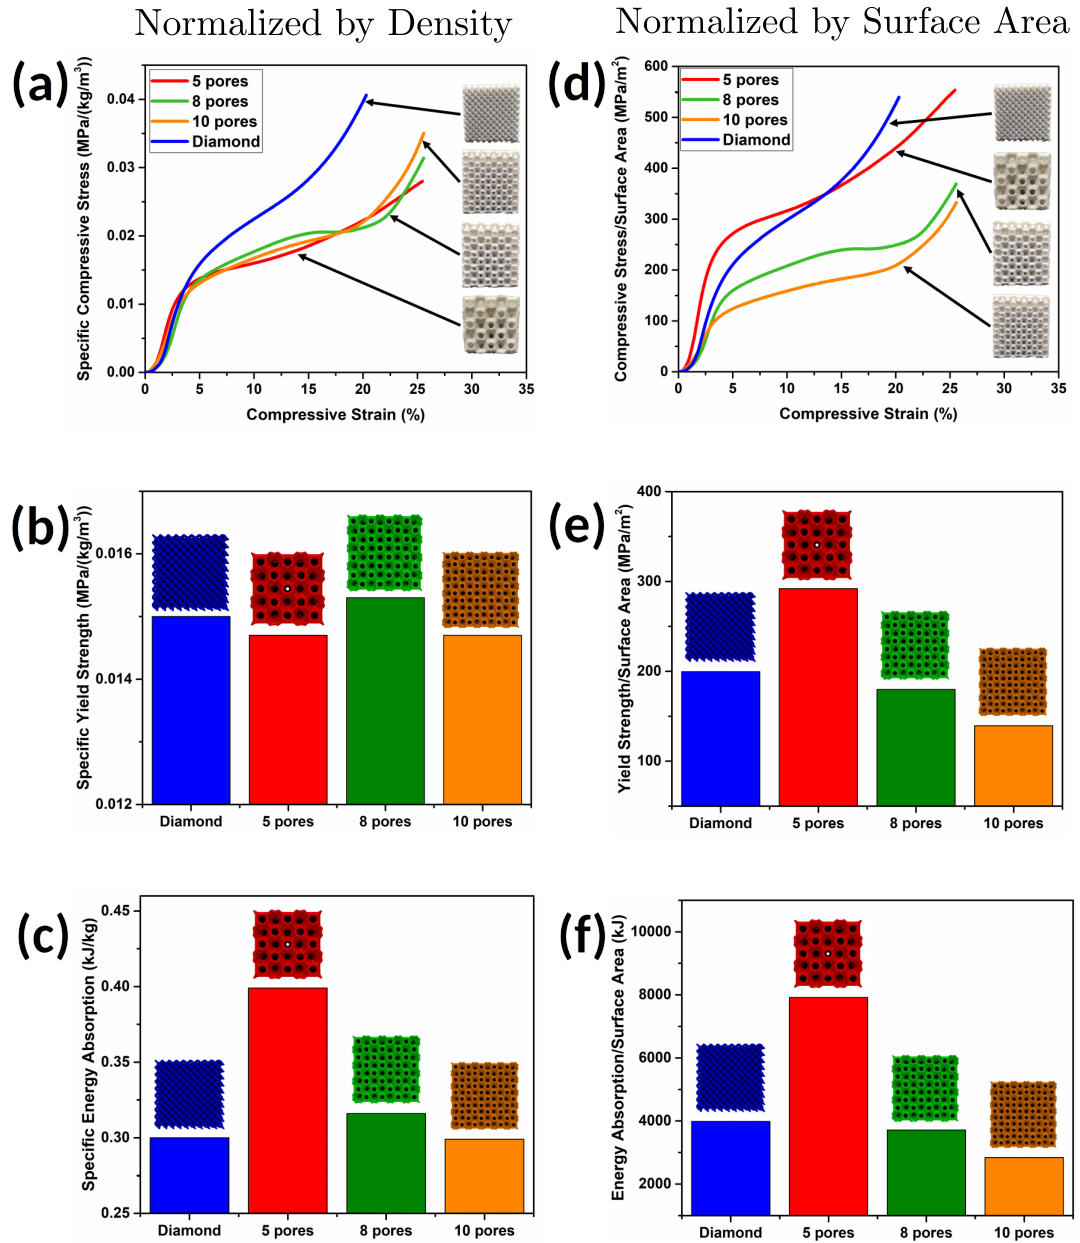 Normalized by Density
Normalized by Surface Area
(a)
Specific Compressive Stress (MPa/(kg/m³))
0.04
0.03
0.02
0.01
0.00
5 pores
8 pores
10 pores
Diamond
0 5 10 15 20 25 30 35
Compressive Strain (%)
(d)
Compressive Stress/Surface Area (MPa/m²)
600
500
400
300
200
100
0
5 pores
8 pores
10 pores
Diamond
0 5 10 15 20 25 30 35
Compressive Strain (%)
(b)
Specific Yield Strength (MPa/(kg/m³))
0.016
0.014
0.012
Diamond 5 pores 8 pores 10 pores
(e)
Yield Strength/Surface Area (MPa/m²)
400
300
200
100
Diamond 5 pores 8 pores 10 pores
(c)
Specific Energy Absorption (kJ/kg)
0.45
0.40
0.35
0.30
0.25
Diamond 5 pores 8 pores 10 pores
(f)
Energy Absorption/Surface Area (kJ)
10000
8000
6000
4000
2000
Diamond 5 pores 8 pores 10 pores